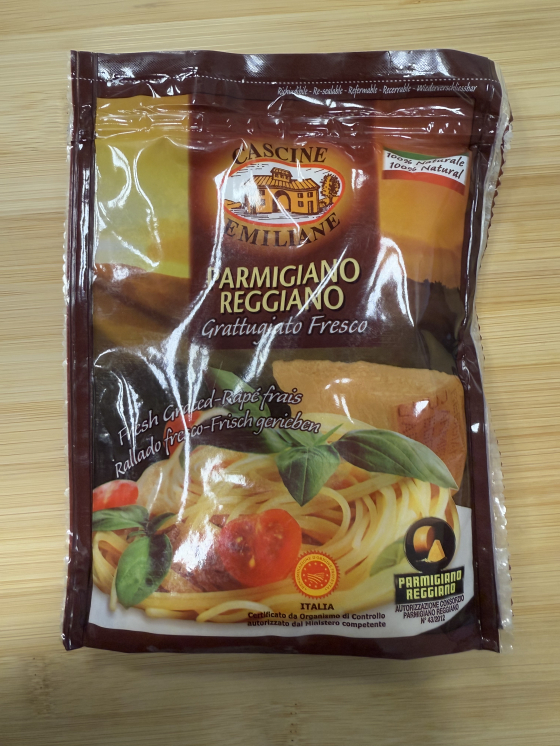 Richiudibile - Re-sealable - Refermable - Recerrable - Wiederverschliessbar
CASCINE
EMILIANE
100% Naturale
100% Natural
PARMIGIANO
REGGIANO
Grattugiato Fresco
Fresh Grated-Rapé frais
Rallado fresco-Frisch gerieben
ITALIA
Certificato da Organismo di Controllo
autorizzato dal Ministero competente
PARMIGIANO
REGGIANO
AUTORIZZAZIONE CONSORZIO
PARMIGIANO REGGIANO
N° 43/2012